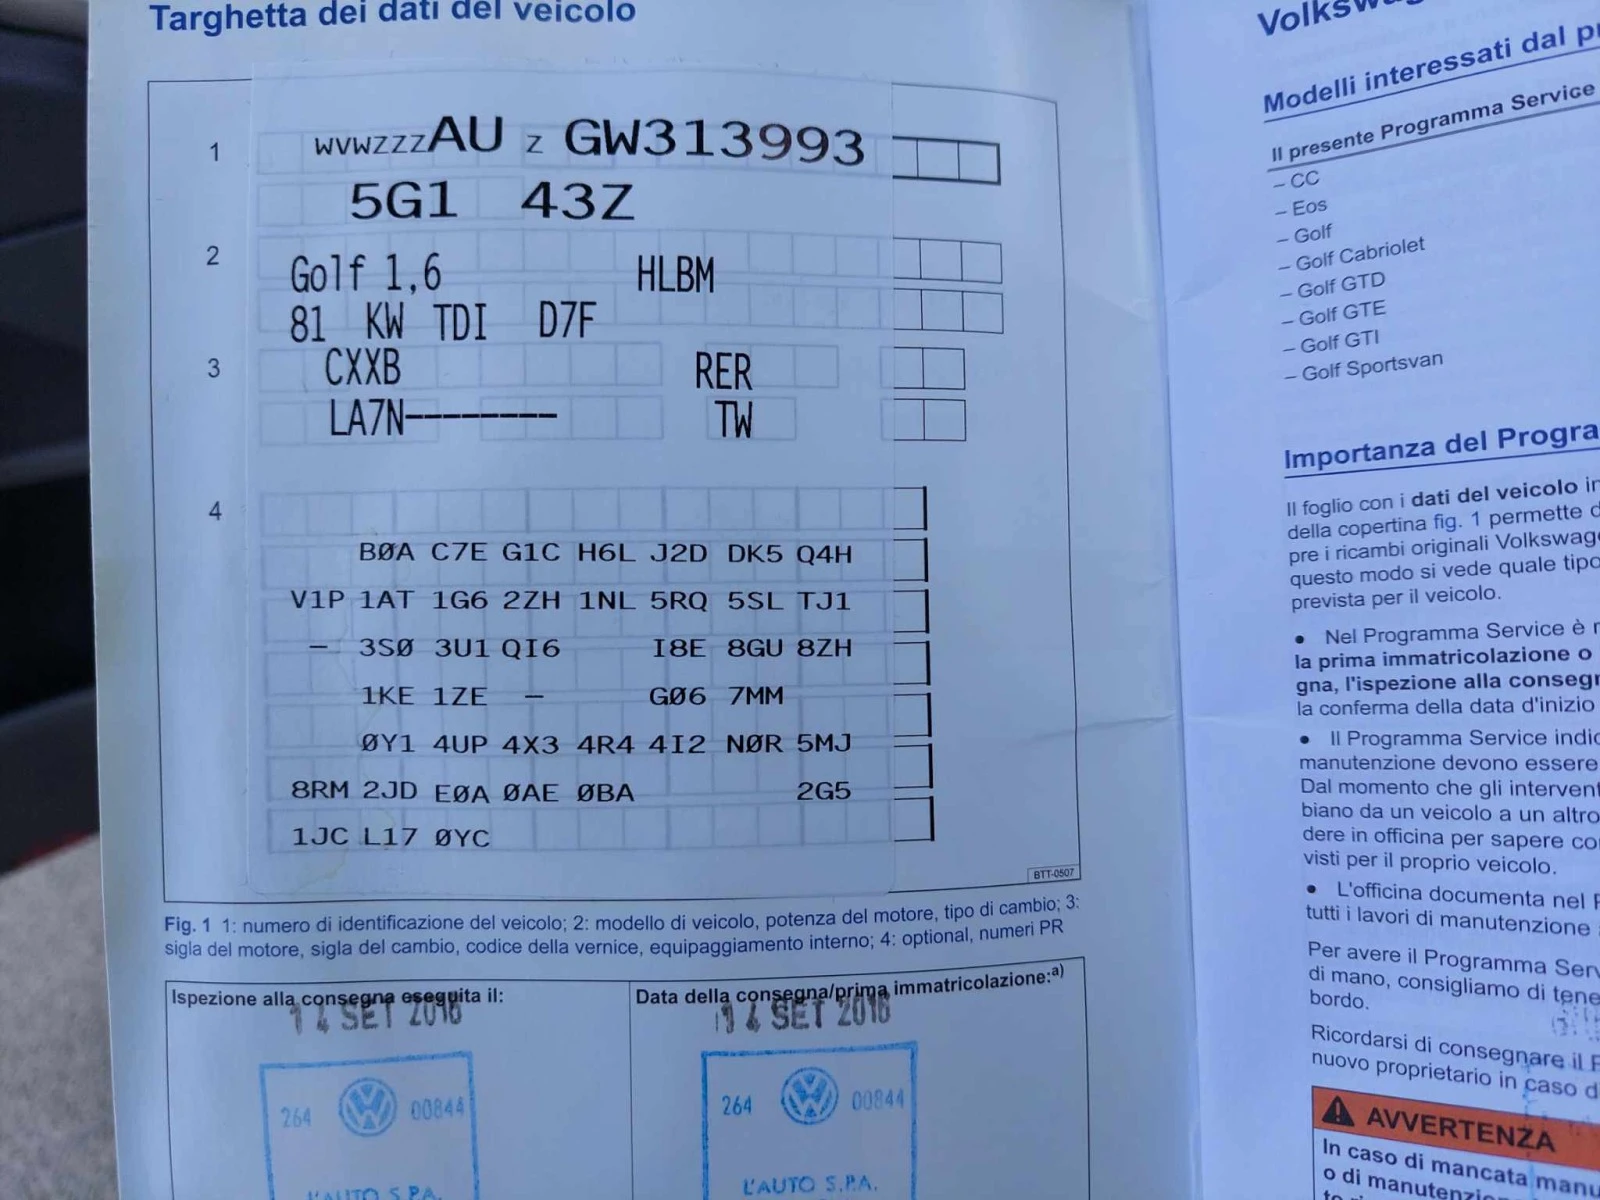 Targhetta dei dati del veicolo
1
WVWZZZAU Z GW313993
5G1 43Z
2
Golf 1,6 HLBM
81 KW TDI D7F
3
CXXB RER
LA7N-------- TW
4
BØA C7E G1C H6L J2D DK5 Q4H
V1P 1AT 1G6 2ZH 1NL 5RQ 5SL TJ1
– 3SØ 3U1 QI6 I8E 8GU 8ZH
1KE 1ZE – GØ6 7MM
ØY1 4UP 4X3 4R4 4I2 NØR 5MJ
8RM 2JD EØA ØAE ØBA 2G5
1JC L17 ØYC
BTT-0507
Fig. 1 1: numero di identificazione del veicolo; 2: modello di veicolo, potenza del motore, tipo di cambio; 3:
sigla del motore, sigla del cambio, codice della vernice, equipaggiamento interno; 4: optional, numeri PR
Ispezione alla consegna eseguita il:
14 SET 2016
264 00844
L'AUTO S.P.A.
Data della consegna/prima immatricolazione:a)
14 SET 2016
264 00844
L'AUTO S.P.A.
Modelli interessati dal
Il presente Programma Service
– CC
– Eos
– Golf
– Golf Cabriolet
– Golf GTD
– Golf GTE
– Golf GTI
– Golf Sportsvan
Importanza del Progra
Il foglio con i dati del veicolo
della copertina fig. 1 permette
pre i ricambi originali Volkswag
questo modo si vede quale tipo
prevista per il veicolo.
• Nel Programma Service è
la prima immatricolazione o
gna, l'ispezione alla conseg
la conferma della data d'inizio
• Il Programma Service indic
manutenzione devono essere
Dal momento che gli intervent
biano da un veicolo a un altro
dere in officina per sapere co
visti per il proprio veicolo.
• L'officina documenta nel
tutti i lavori di manutenzione
Per avere il Programma Serv
di mano, consigliamo di tene
bordo.
Ricordarsi di consegnare il
nuovo proprietario in caso d
AVVERTENZA
In caso di mancata manu
o di manutenzio